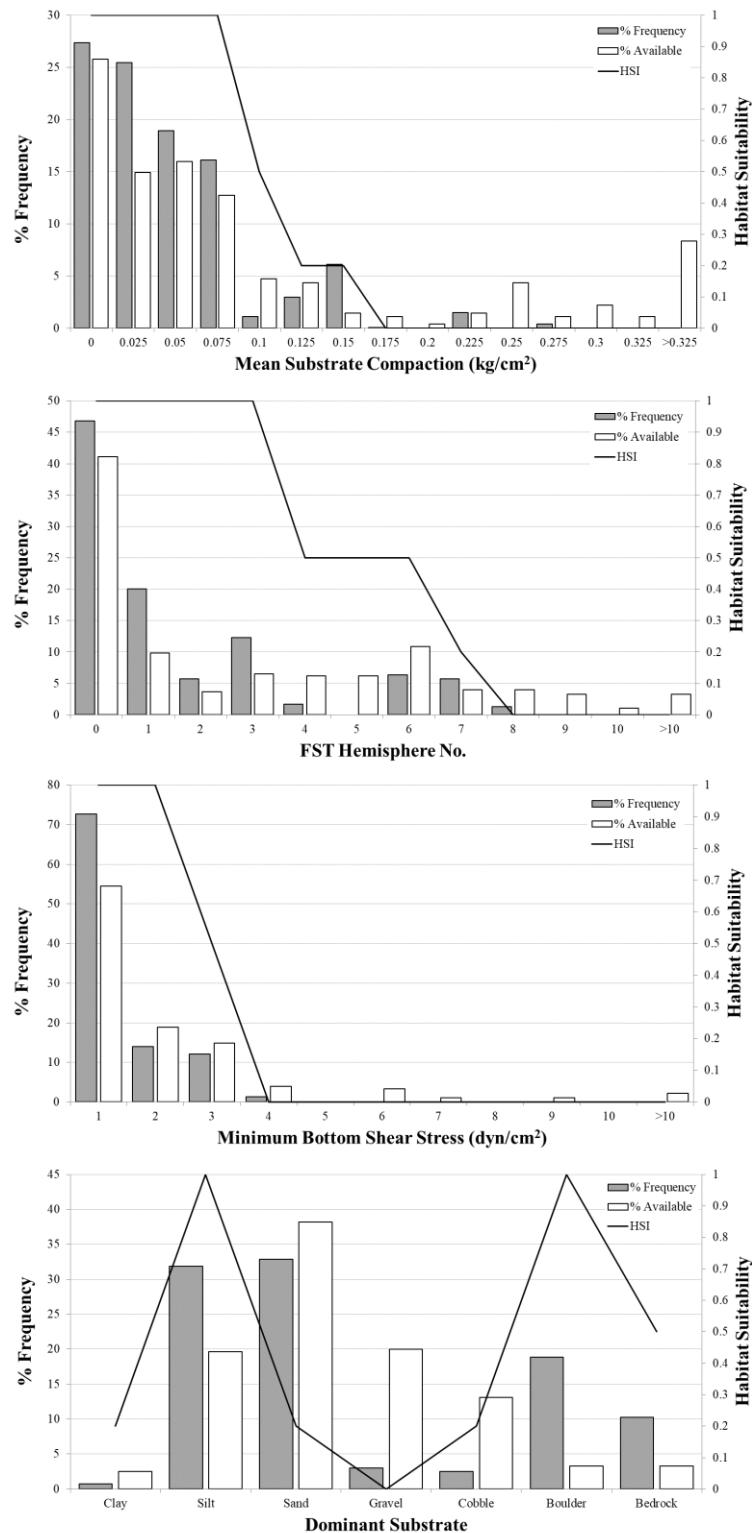 30
25
20
15
10
5
0
% Frequency
1
0.9
0.8
0.7
0.6
0.5
0.4
0.3
0.2
0.1
0
Habitat Suitability
% Frequency
% Available
HSI
0 0.025 0.05 0.075 0.1 0.125 0.15 0.175 0.2 0.225 0.25 0.275 0.3 0.325 >0.325
Mean Substrate Compaction (kg/cm²)
50
45
40
35
30
25
20
15
10
5
0
% Frequency
1
0.9
0.8
0.7
0.6
0.5
0.4
0.3
0.2
0.1
0
Habitat Suitability
% Frequency
% Available
HSI
0 1 2 3 4 5 6 7 8 9 10 >10
FST Hemisphere No.
80
70
60
50
40
30
20
10
0
% Frequency
1
0.9
0.8
0.7
0.6
0.5
0.4
0.3
0.2
0.1
0
Habitat Suitability
% Frequency
% Available
HSI
1 2 3 4 5 6 7 9 10 >10
Minimum Bottom Shear Stress (dyn/cm²)
45
40
35
30
25
20
15
10
5
0
% Frequency
1
0.9
0.8
0.7
0.6
0.5
0.4
0.3
0.2
0.1
0
Habitat Suitability
% Frequency
% Available
HSI
Clay Silt Sand Gravel Cobble Boulder Bedrock
Dominant Substrate